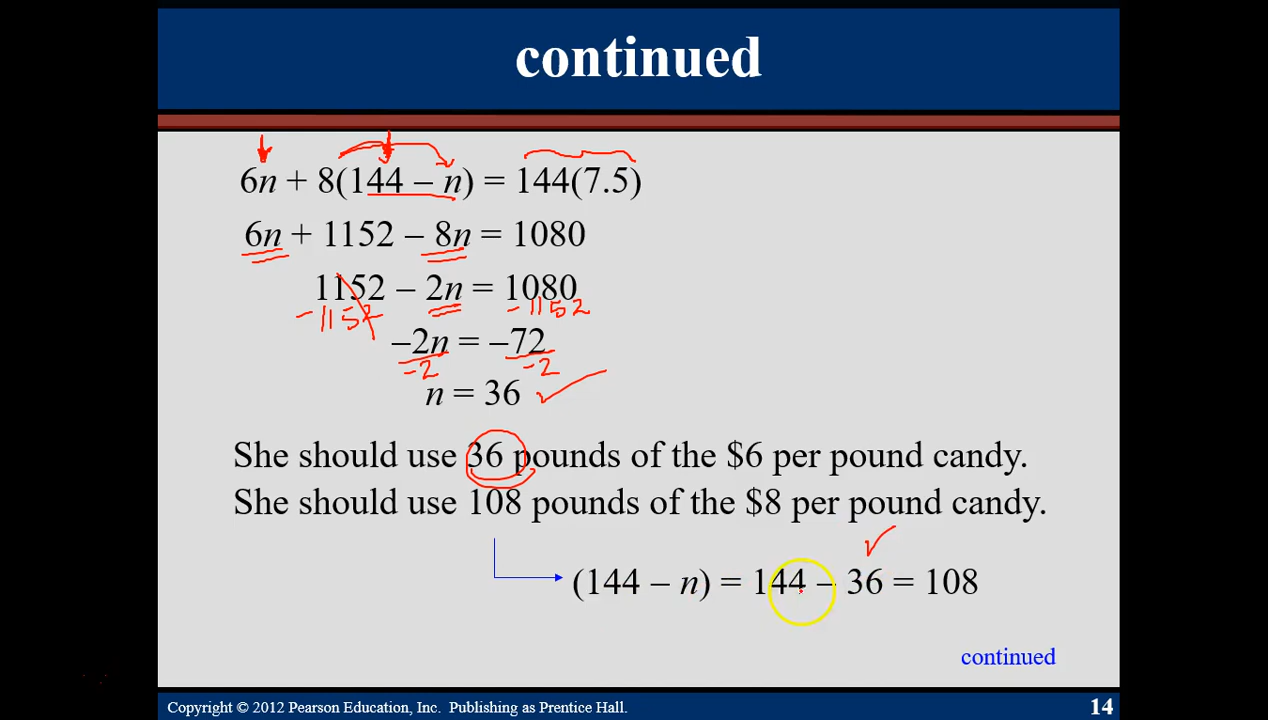 continued
6n + 8(144 – n) = 144(7.5)
6n + 1152 – 8n = 1080
1152 – 2n = 1080
–1152 –1152
–2n = –72
–2 –2
n = 36
She should use 36 pounds of the $6 per pound candy.
She should use 108 pounds of the $8 per pound candy.
(144 – n) = 144 – 36 = 108
continued
Copyright © 2012 Pearson Education, Inc. Publishing as Prentice Hall.
14